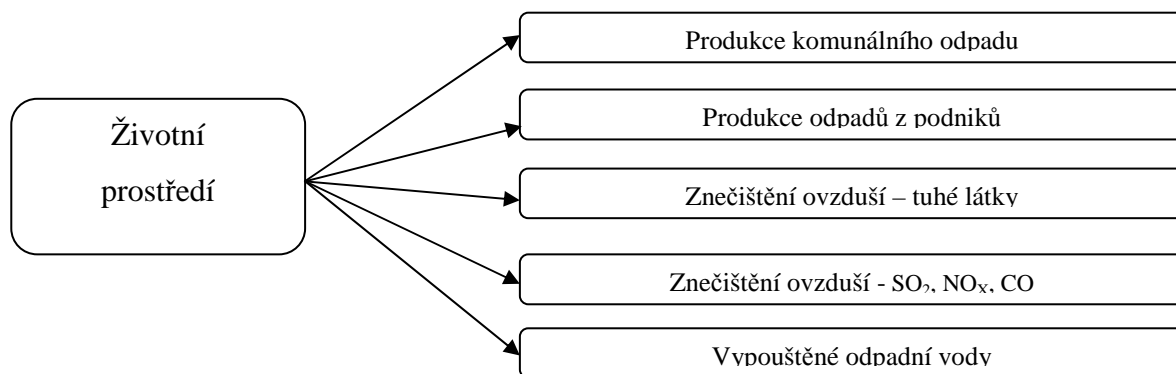 Životní
prostředí
Produkce komunálního odpadu
Produkce odpadů z podniků
Znečištění ovzduší – tuhé látky
Znečištění ovzduší - SO₂, NOₓ, CO
Vypouštěné odpadní vody